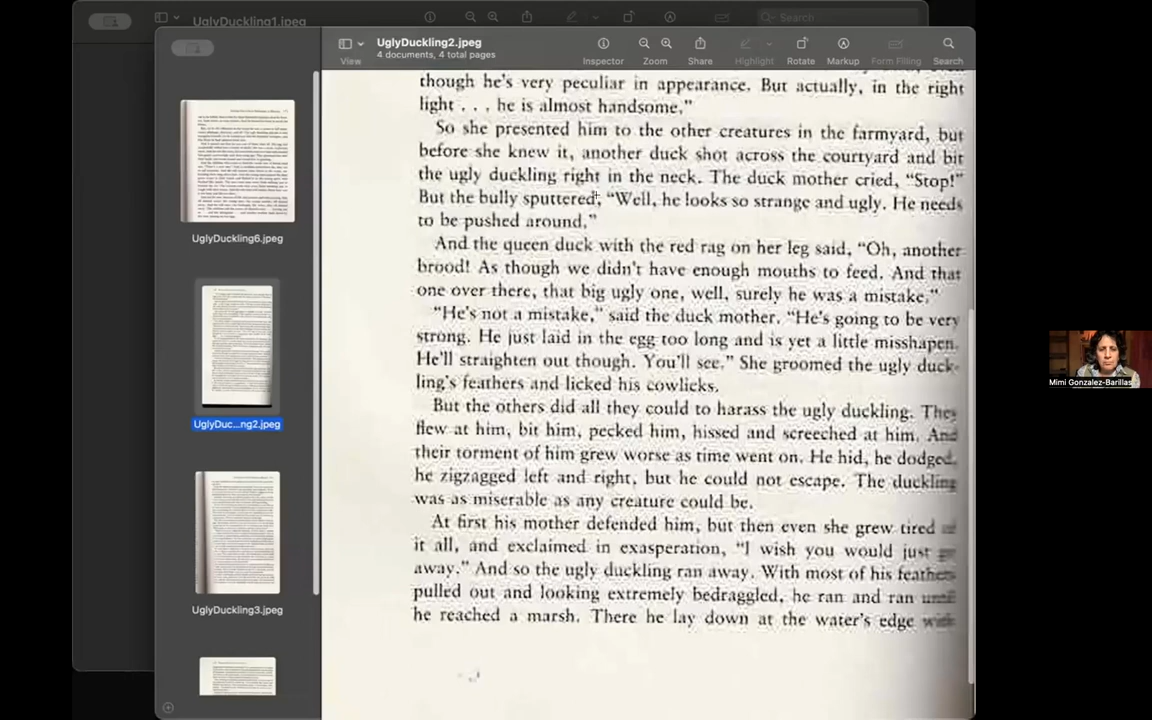 UglyDuckling1.jpeg
Search
UglyDuckling2.jpeg
4 documents, 4 total pages
View
Inspector
Zoom
Share
Highlight
Rotate
Markup
Form Filling
Search
UglyDuckling6.jpeg
UglyDuc...ng2.jpeg
UglyDuckling3.jpeg
though he's very peculiar in appearance. But actually, in the right
light . . . he is almost handsome,"
So she presented him to the other creatures in the farmyard, but
before she knew it, another duck shot across the courtyard and bit
the ugly duckling right in the neck. The duck mother cried, "Stop!"
But the bully sputtered, "Well, he looks so strange and ugly. He needs
to be pushed around."
And the queen duck with the red rag on her leg said, "Oh, another
brood! As though we didn't have enough mouths to feed. And that
one over there, that big ugly one, well, surely he was a mistake."
"He's not a mistake," said the duck mother. "He's going to be very
strong. He just laid in the egg too long and is yet a little misshapen.
He'll straighten out though. You'll see." She groomed the ugly duck-
ling's feathers and licked his cowlicks.
But the others did all they could to harass the ugly duckling. They
flew at him, bit him, pecked him, hissed and screeched at him. And
their torment of him grew worse as time went on. He hid, he dodged,
he zigzagged left and right, but he could not escape. The duckling
was as miserable as any creature could be.
At first his mother defended him, but then even she grew tired of
it all, and exclaimed in exasperation, "I wish you would just go
away." And so the ugly duckling ran away. With most of his feathers
pulled out and looking extremely bedraggled, he ran and ran until
he reached a marsh. There he lay down at the water's edge with
Mimi Gonzalez-Barillas